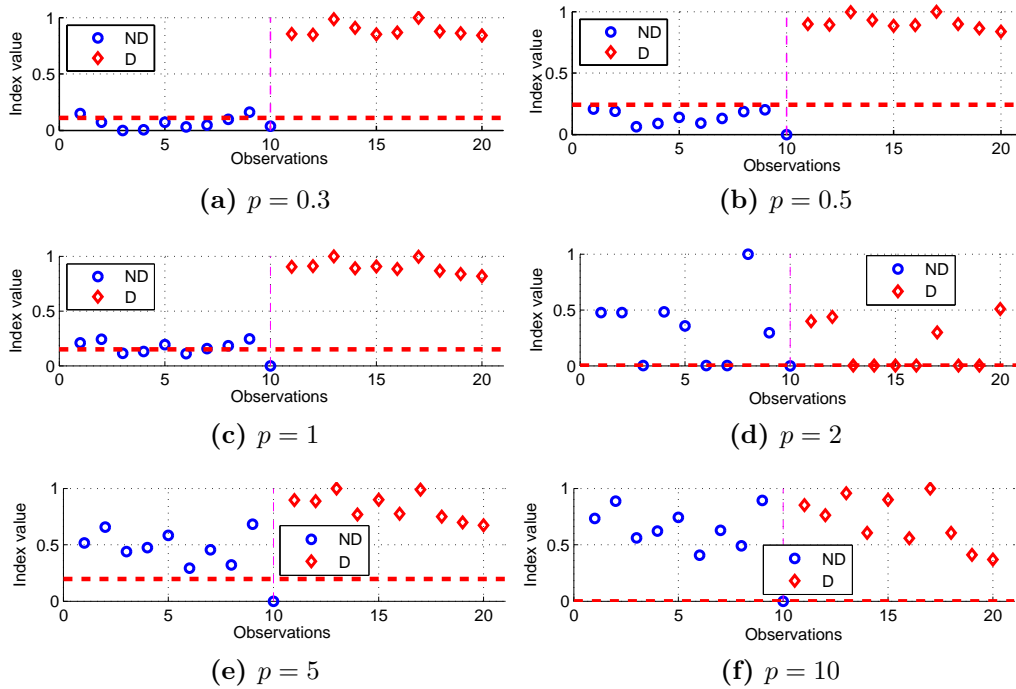 Index value
1
0.5
0
ND
D
0 5 10 15 20
Observations
(a) p = 0.3
Index value
1
0.5
0
ND
D
0 5 10 15 20
Observations
(b) p = 0.5
Index value
1
0.5
0
ND
D
0 5 10 15 20
Observations
(c) p = 1
Index value
1
0.5
0
ND
D
0 5 10 15 20
Observations
(d) p = 2
Index value
1
0.5
0
ND
D
0 5 10 15 20
Observations
(e) p = 5
Index value
1
0.5
0
ND
D
0 5 10 15 20
Observations
(f) p = 10